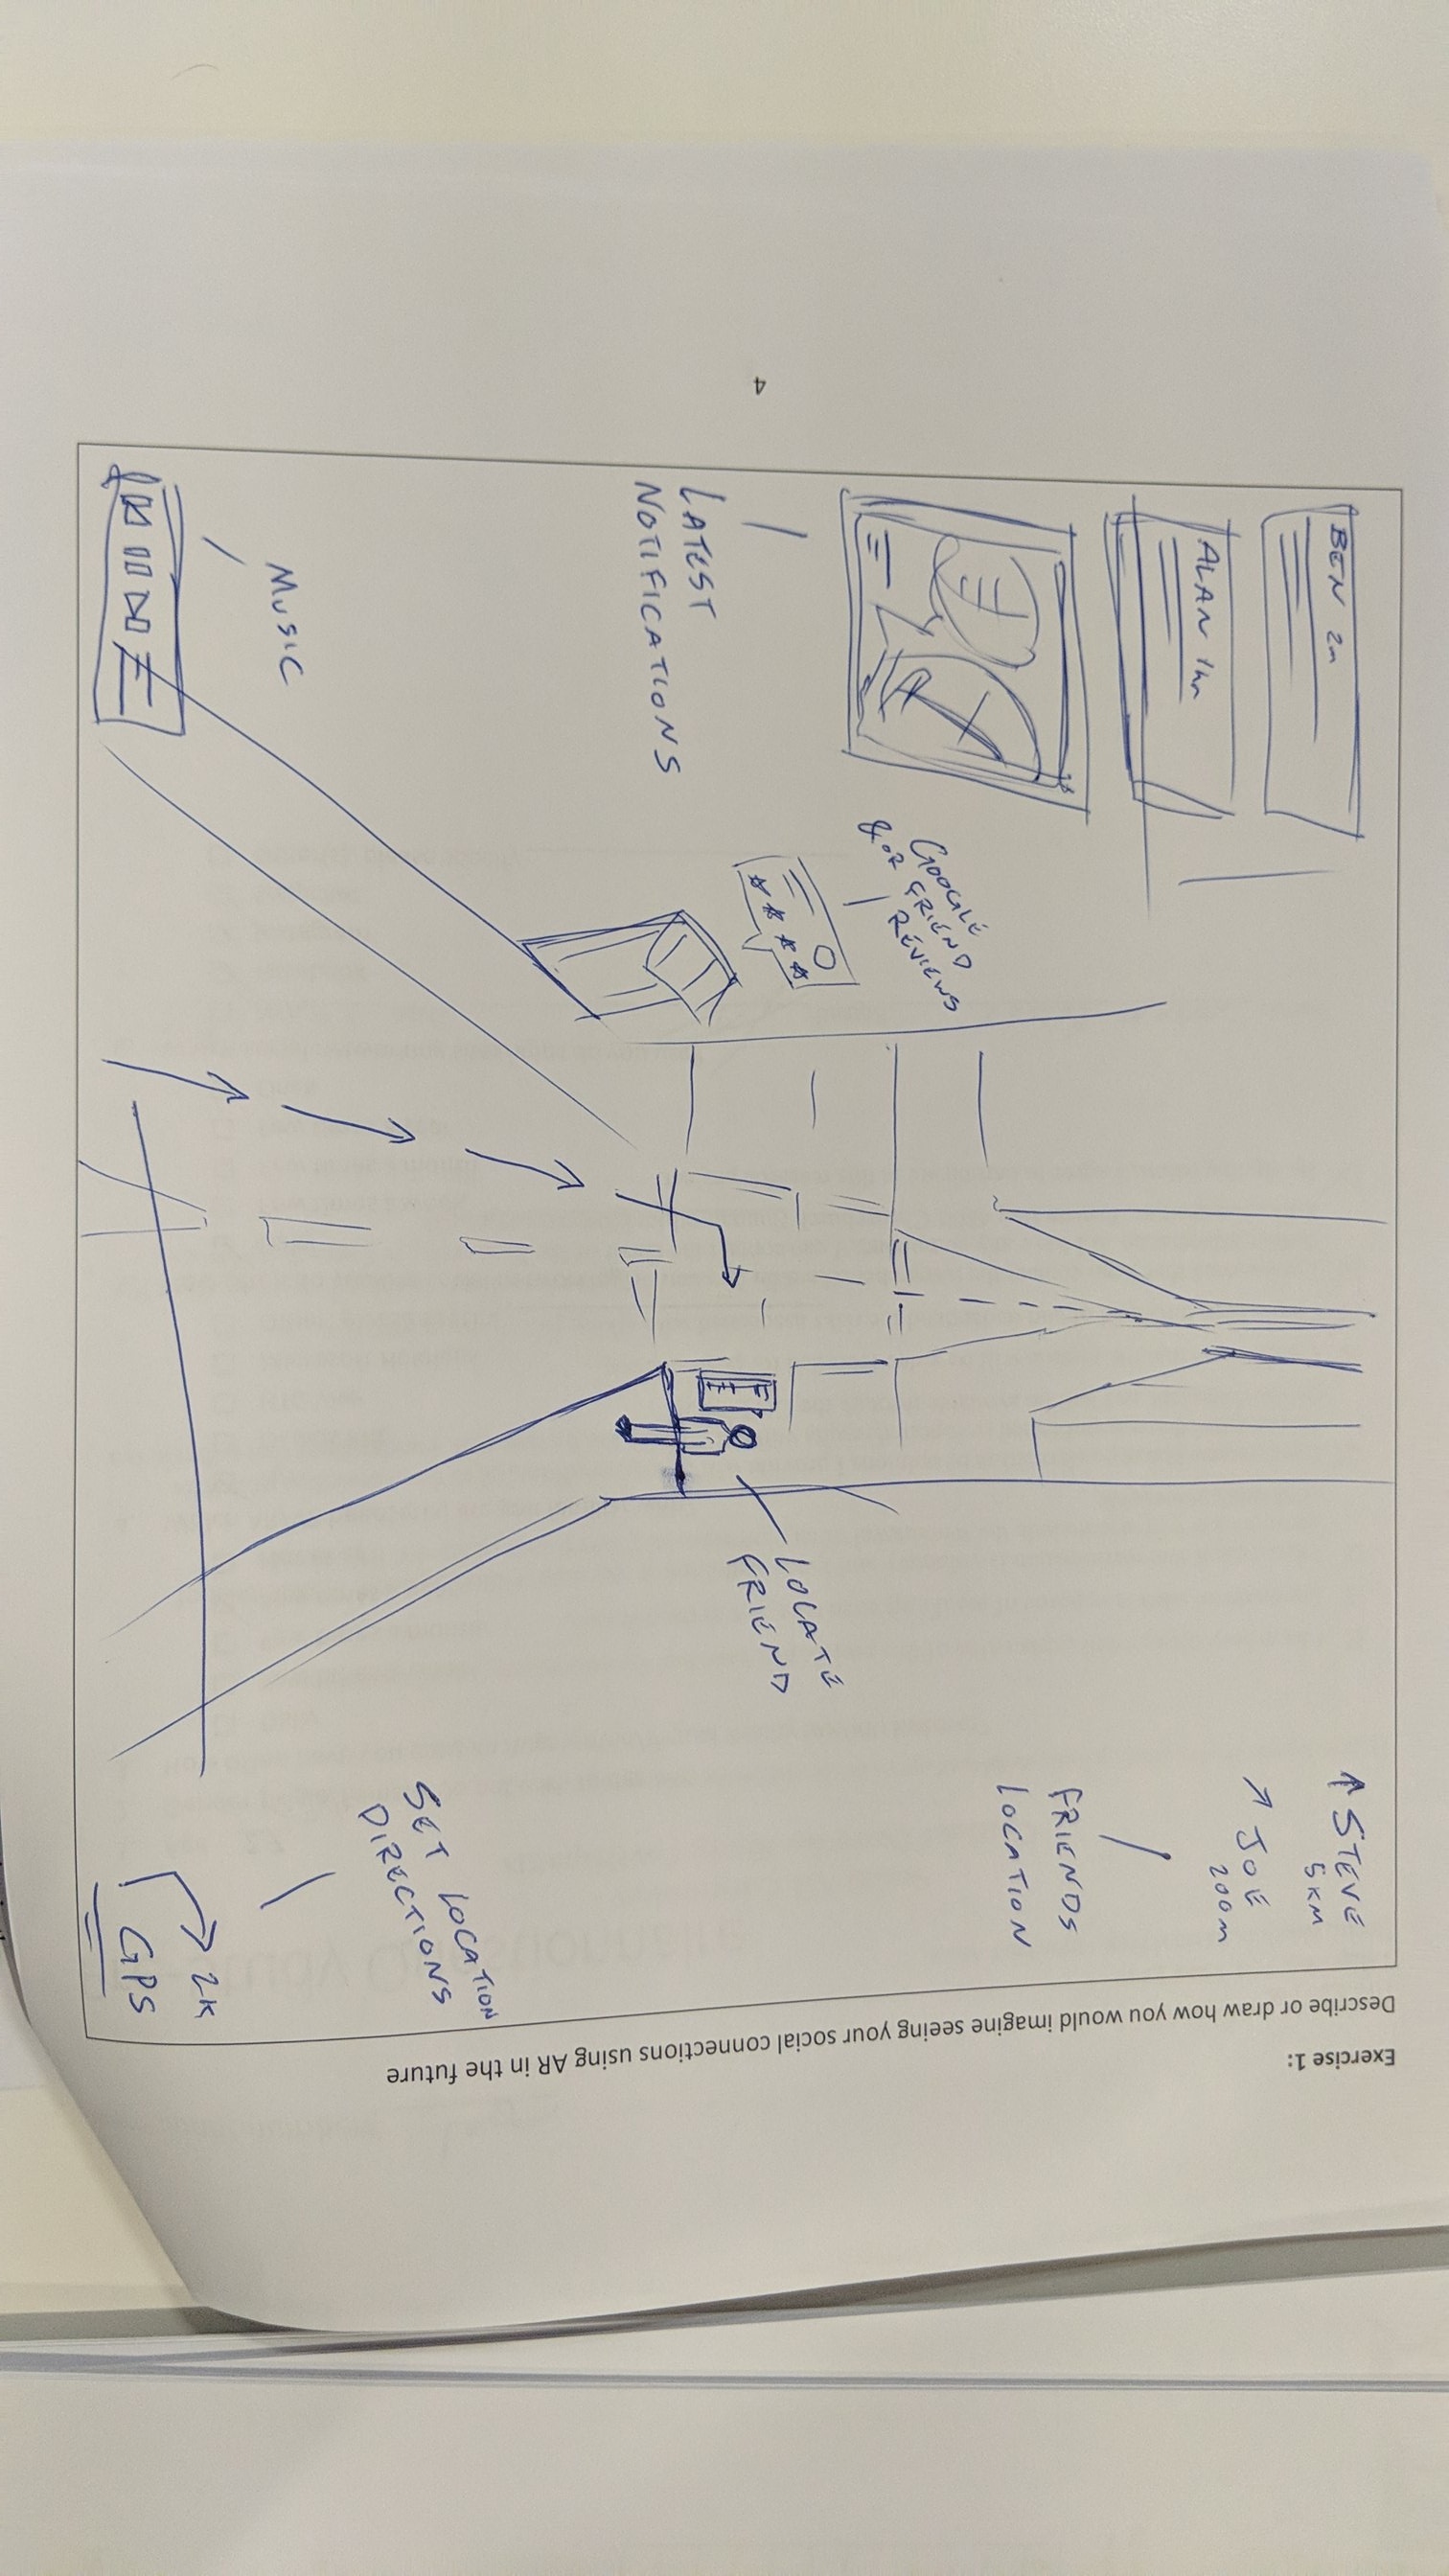 Exercise 1:
Describe or draw how you would imagine seeing your social connections using AR in the future
BEN 2m
ALAN 1hr
LATEST
NOTIFICATIONS
GOOGLE
&OR FRIEND
REVIEWS
MUSIC
STEVE
5KM
JOE
200m
FRIENDS
LOCATION
LOCATE
FRIEND
SET LOCATION
DIRECTIONS
2K
GPS
4